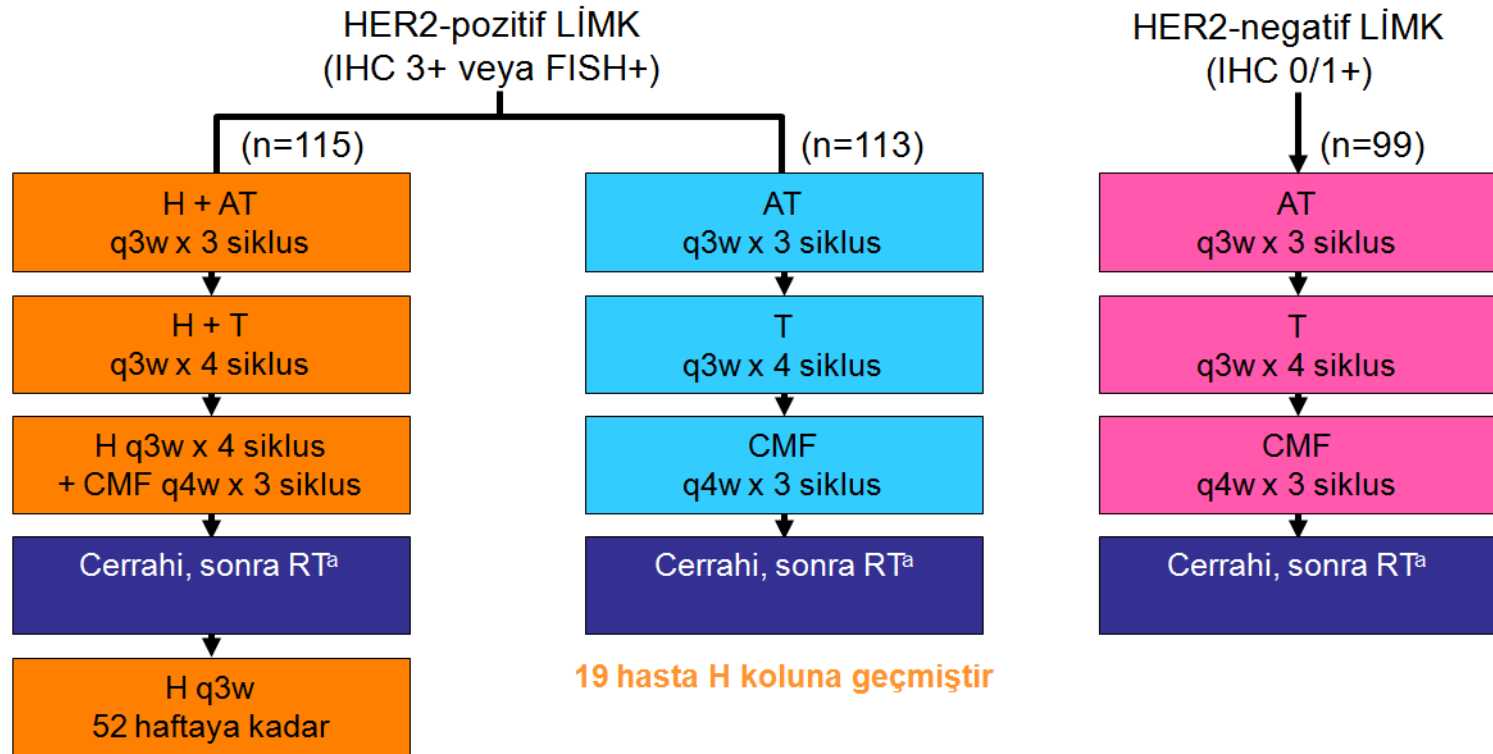 HER2-pozitif LİMK
(IHC 3+ veya FISH+)
HER2-negatif LİMK
(IHC 0/1+)
(n=115)
(n=113)
(n=99)
H + AT
q3w x 3 siklus
AT
q3w x 3 siklus
AT
q3w x 3 siklus
H + T
q3w x 4 siklus
T
q3w x 4 siklus
T
q3w x 4 siklus
H q3w x 4 siklus
+ CMF q4w x 3 siklus
CMF
q4w x 3 siklus
CMF
q4w x 3 siklus
Cerrahi, sonra RTᵃ
Cerrahi, sonra RTᵃ
Cerrahi, sonra RTᵃ
H q3w
52 haftaya kadar
19 hasta H koluna geçmiştir